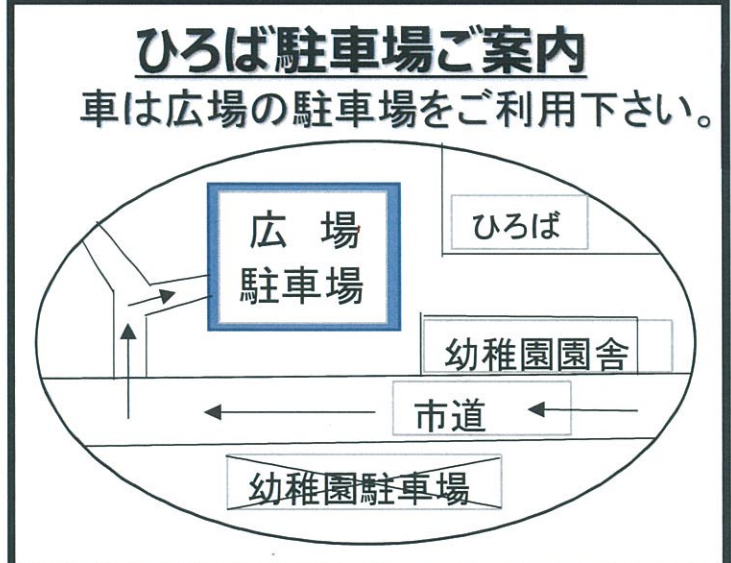 ひろば駐車場ご案内
車は広場の駐車場をご利用下さい。
広 場
駐車場
ひろば
幼稚園園舎
市道
幼稚園駐車場